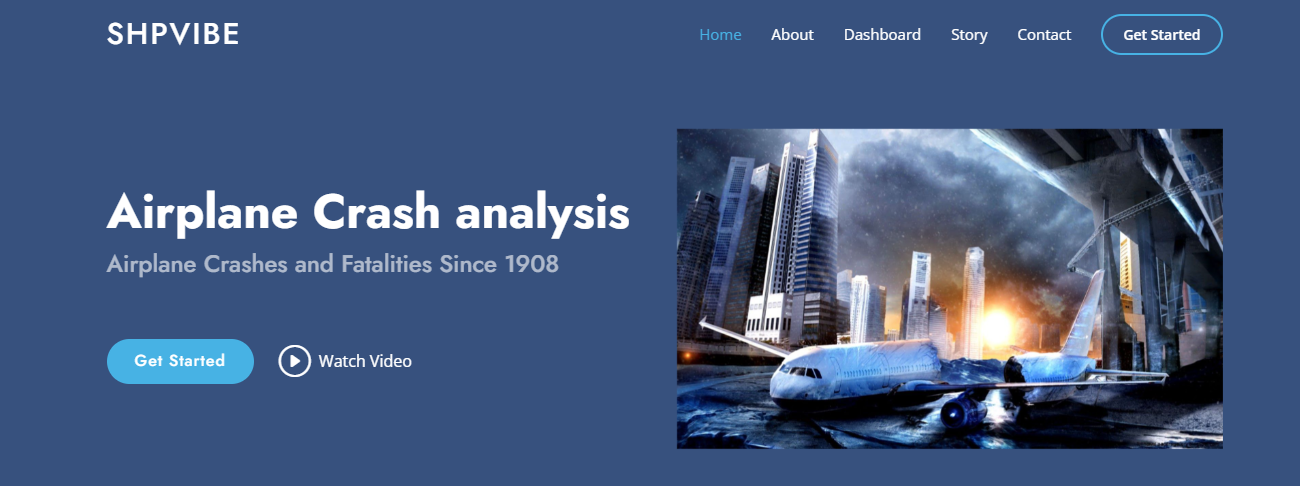 SHPVIBE
Home About Dashboard Story Contact Get Started
Airplane Crash analysis
Airplane Crashes and Fatalities Since 1908
Get Started Watch Video